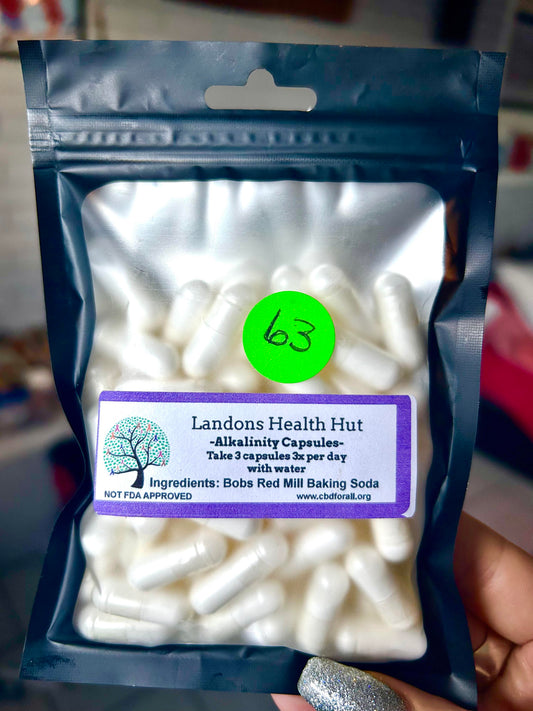 63
Landons Health Hut
-Alkalinity Capsules-
Take 3 capsules 3x per day
with water
Ingredients: Bobs Red Mill Baking Soda
NOT FDA APPROVED
www.cbdforall.org